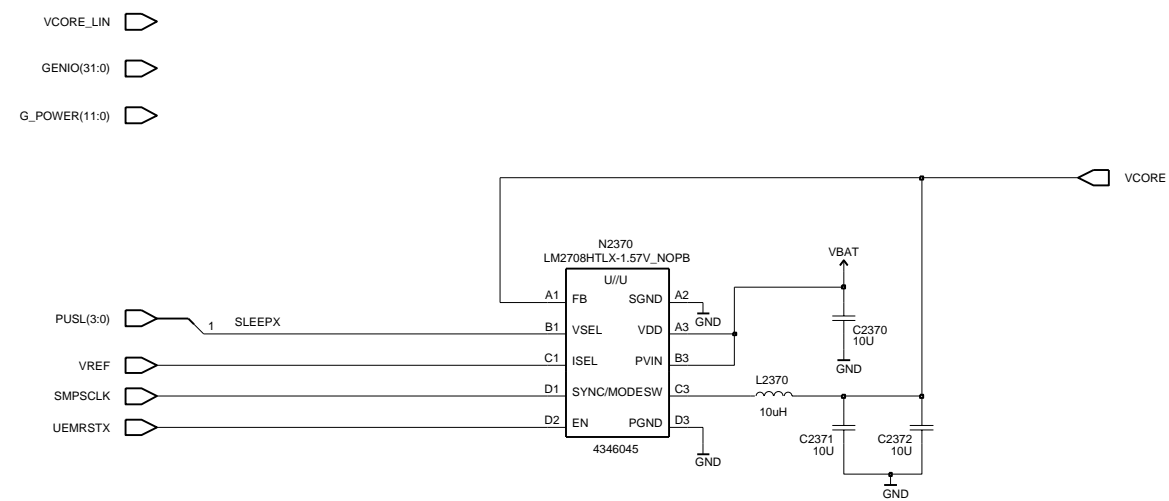 VCORE_LIN
GENIO(31:0)
G_POWER(11:0)
VCORE
N2370
LM2708HTLX-1.57V_NOPB
U//U
VBAT
A1 FB SGND A2
GND
PUSL(3:0) 1 SLEEPX B1 VSEL VDD A3
C2370
10U
GND
VREF C1 ISEL PVIN B3
L2370
SMPSCLK D1 SYNC/MODE SW C3
10uH
UEMRSTX D2 EN PGND D3
C2371
10U
C2372
10U
4346045
GND
GND